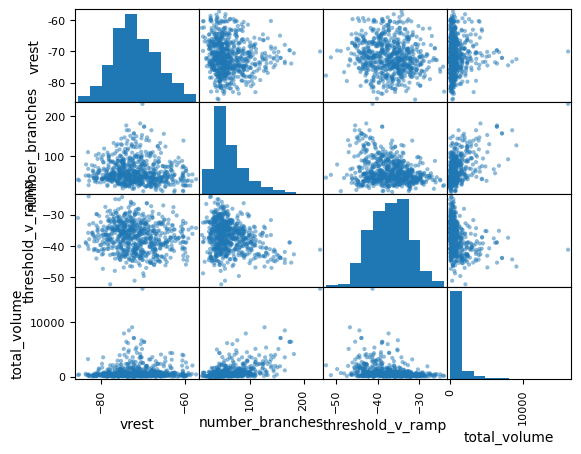 −60
−70
−80
vrest
200
100
number_branches
−30
−40
−50
threshold_v_ramp
10000
0
total_volume
−80
−60
vrest
100
200
number_branches
−50
−40
−30
threshold_v_ramp
0
10000
total_volume